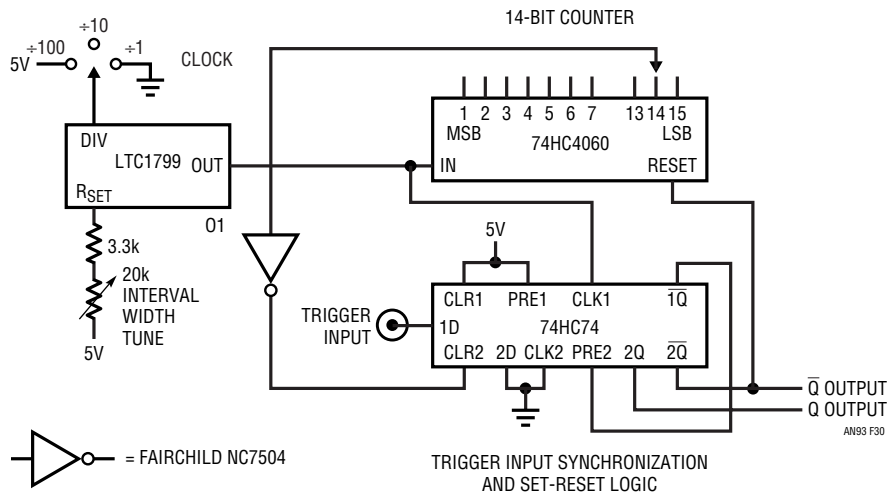 14-BIT COUNTER
÷10
÷100
÷1
5V
CLOCK
1 2 3 4 5 6 7 13 14 15
MSB LSB
74HC4060
DIV
LTC1799 OUT
IN RESET
RSET
O1
3.3k
20k
INTERVAL
WIDTH
TUNE
5V
5V
CLR1 PRE1 CLK1 1Q̅
TRIGGER
INPUT
1D 74HC74
CLR2 2D CLK2 PRE2 2Q 2Q̅
Q̅ OUTPUT
Q OUTPUT
AN93 F30
= FAIRCHILD NC7504
TRIGGER INPUT SYNCHRONIZATION
AND SET-RESET LOGIC